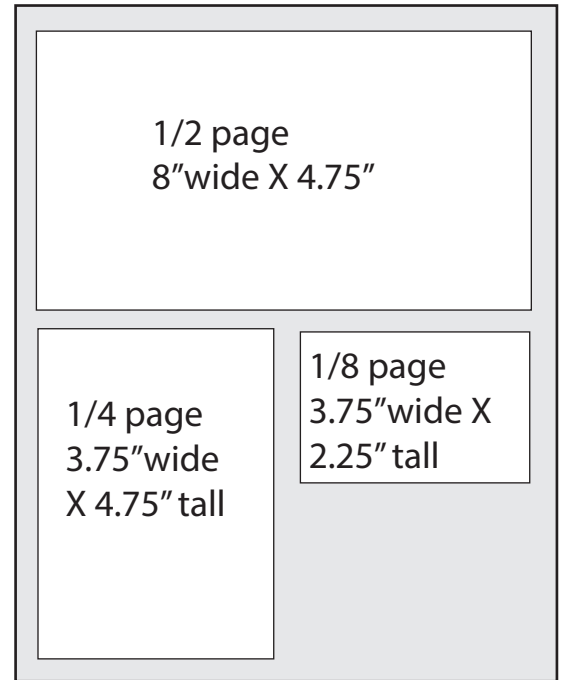 1/2 page
8”wide X 4.75”
1/4 page
3.75”wide
X 4.75” tall
1/8 page
3.75”wide X
2.25” tall